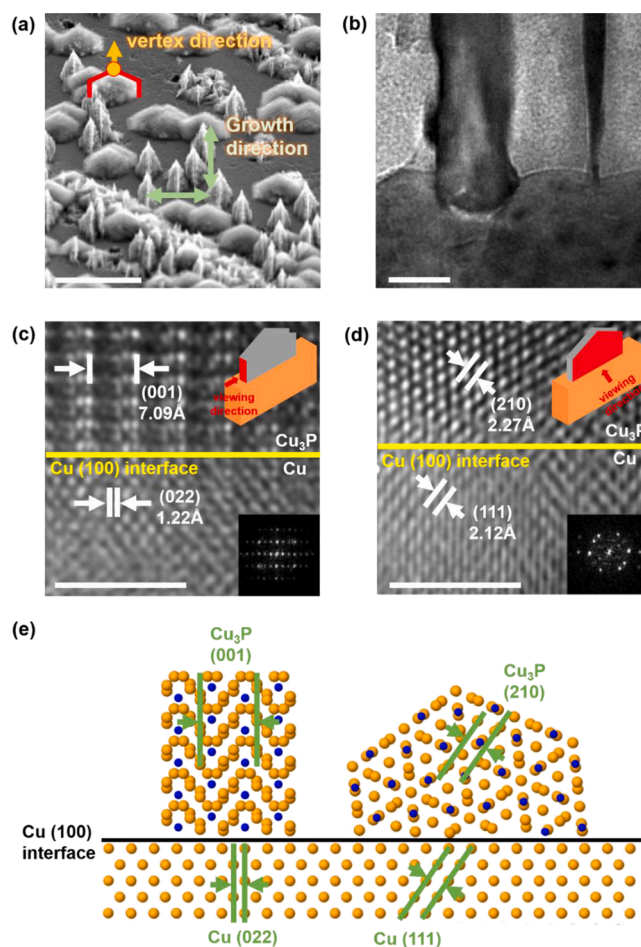 (a)
vertex direction
Growth
direction
(b)
(c)
(001)
7.09Å
viewing
direction
Cu₃P
Cu (100) interface
Cu
(022)
1.22Å
(d)
(210)
2.27Å
viewing
direction
Cu₃P
Cu (100) interface
Cu
(111)
2.12Å
(e)
Cu₃P
(001)
Cu₃P
(210)
Cu (100)
interface
Cu (022)
Cu (111)